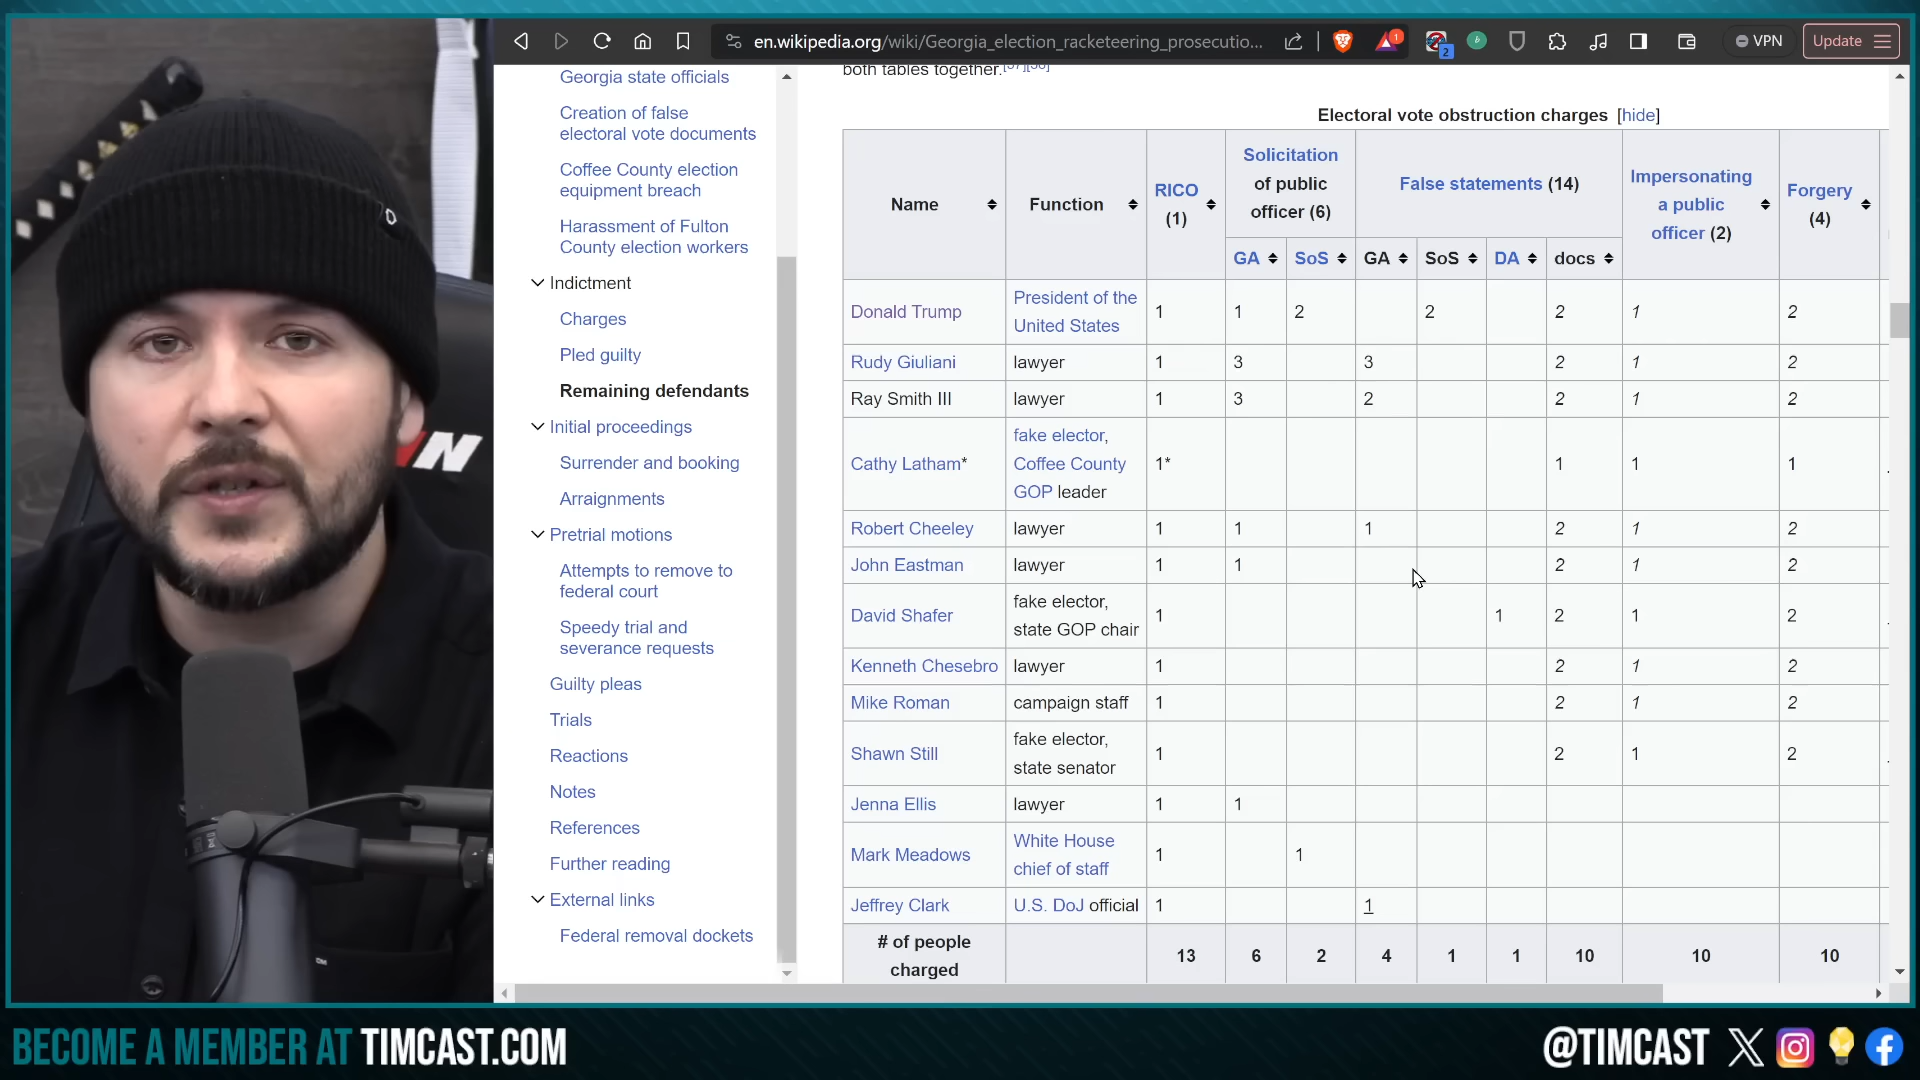 en.wikipedia.org/wiki/Georgia_election_racketeering_prosecutio...
1
2
b
VPN
Update
Georgia state officials
Creation of false
electoral vote documents
Coffee County election
equipment breach
Harassment of Fulton
County election workers
Indictment
Charges
Pled guilty
Remaining defendants
Initial proceedings
Surrender and booking
Arraignments
Pretrial motions
Attempts to remove to
federal court
Speedy trial and
severance requests
Guilty pleas
Trials
Reactions
Notes
References
Further reading
External links
Federal removal dockets
both tables together.
Electoral vote obstruction charges [hide]
Name
Function
RICO
(1)
Solicitation
of public
officer (6)
False statements (14)
Impersonating
a public
officer (2)
Forgery
(4)
GA SoS GA SoS DA docs
Donald Trump President of the
United States 1 1 2 2 2 1 2
Rudy Giuliani lawyer 1 3 3 2 1 2
Ray Smith III lawyer 1 3 2 2 1 2
Cathy Latham* fake elector,
Coffee County
GOP leader 1* 1 1 1
Robert Cheeley lawyer 1 1 1 2 1 2
John Eastman lawyer 1 1 2 1 2
David Shafer fake elector,
state GOP chair 1 1 2 1 2
Kenneth Chesebro lawyer 1 2 1 2
Mike Roman campaign staff 1 2 1 2
Shawn Still fake elector,
state senator 1 2 1 2
Jenna Ellis lawyer 1 1
Mark Meadows White House
chief of staff 1 1
Jeffrey Clark U.S. DoJ official 1 1
# of people
charged 13 6 2 4 1 1 10 10 10
BECOME A MEMBER AT TIMCAST.COM
@TIMCAST